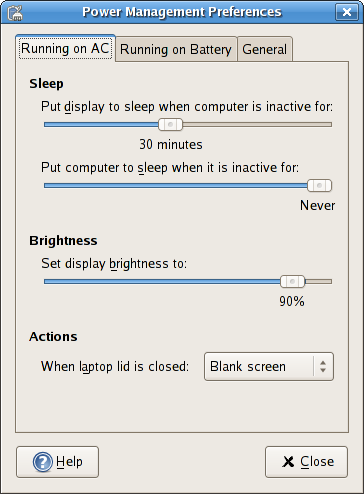 Power Management Preferences
Running on AC
Running on Battery
General
Sleep
Put display to sleep when computer is inactive for:
30 minutes
Put computer to sleep when it is inactive for:
Never
Brightness
Set display brightness to:
90%
Actions
When laptop lid is closed:
Blank screen
Help
Close